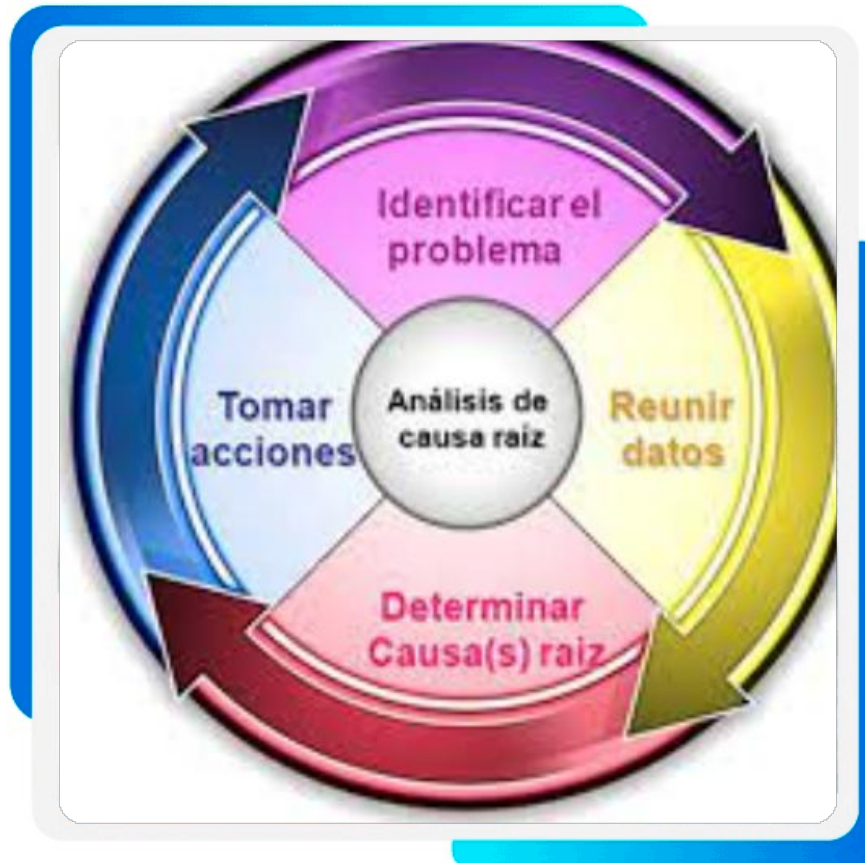 Identificar el
problema
Análisis de
causa raiz
Reunir
datos
Determinar
Causa(s) raiz
Tomar
acciones